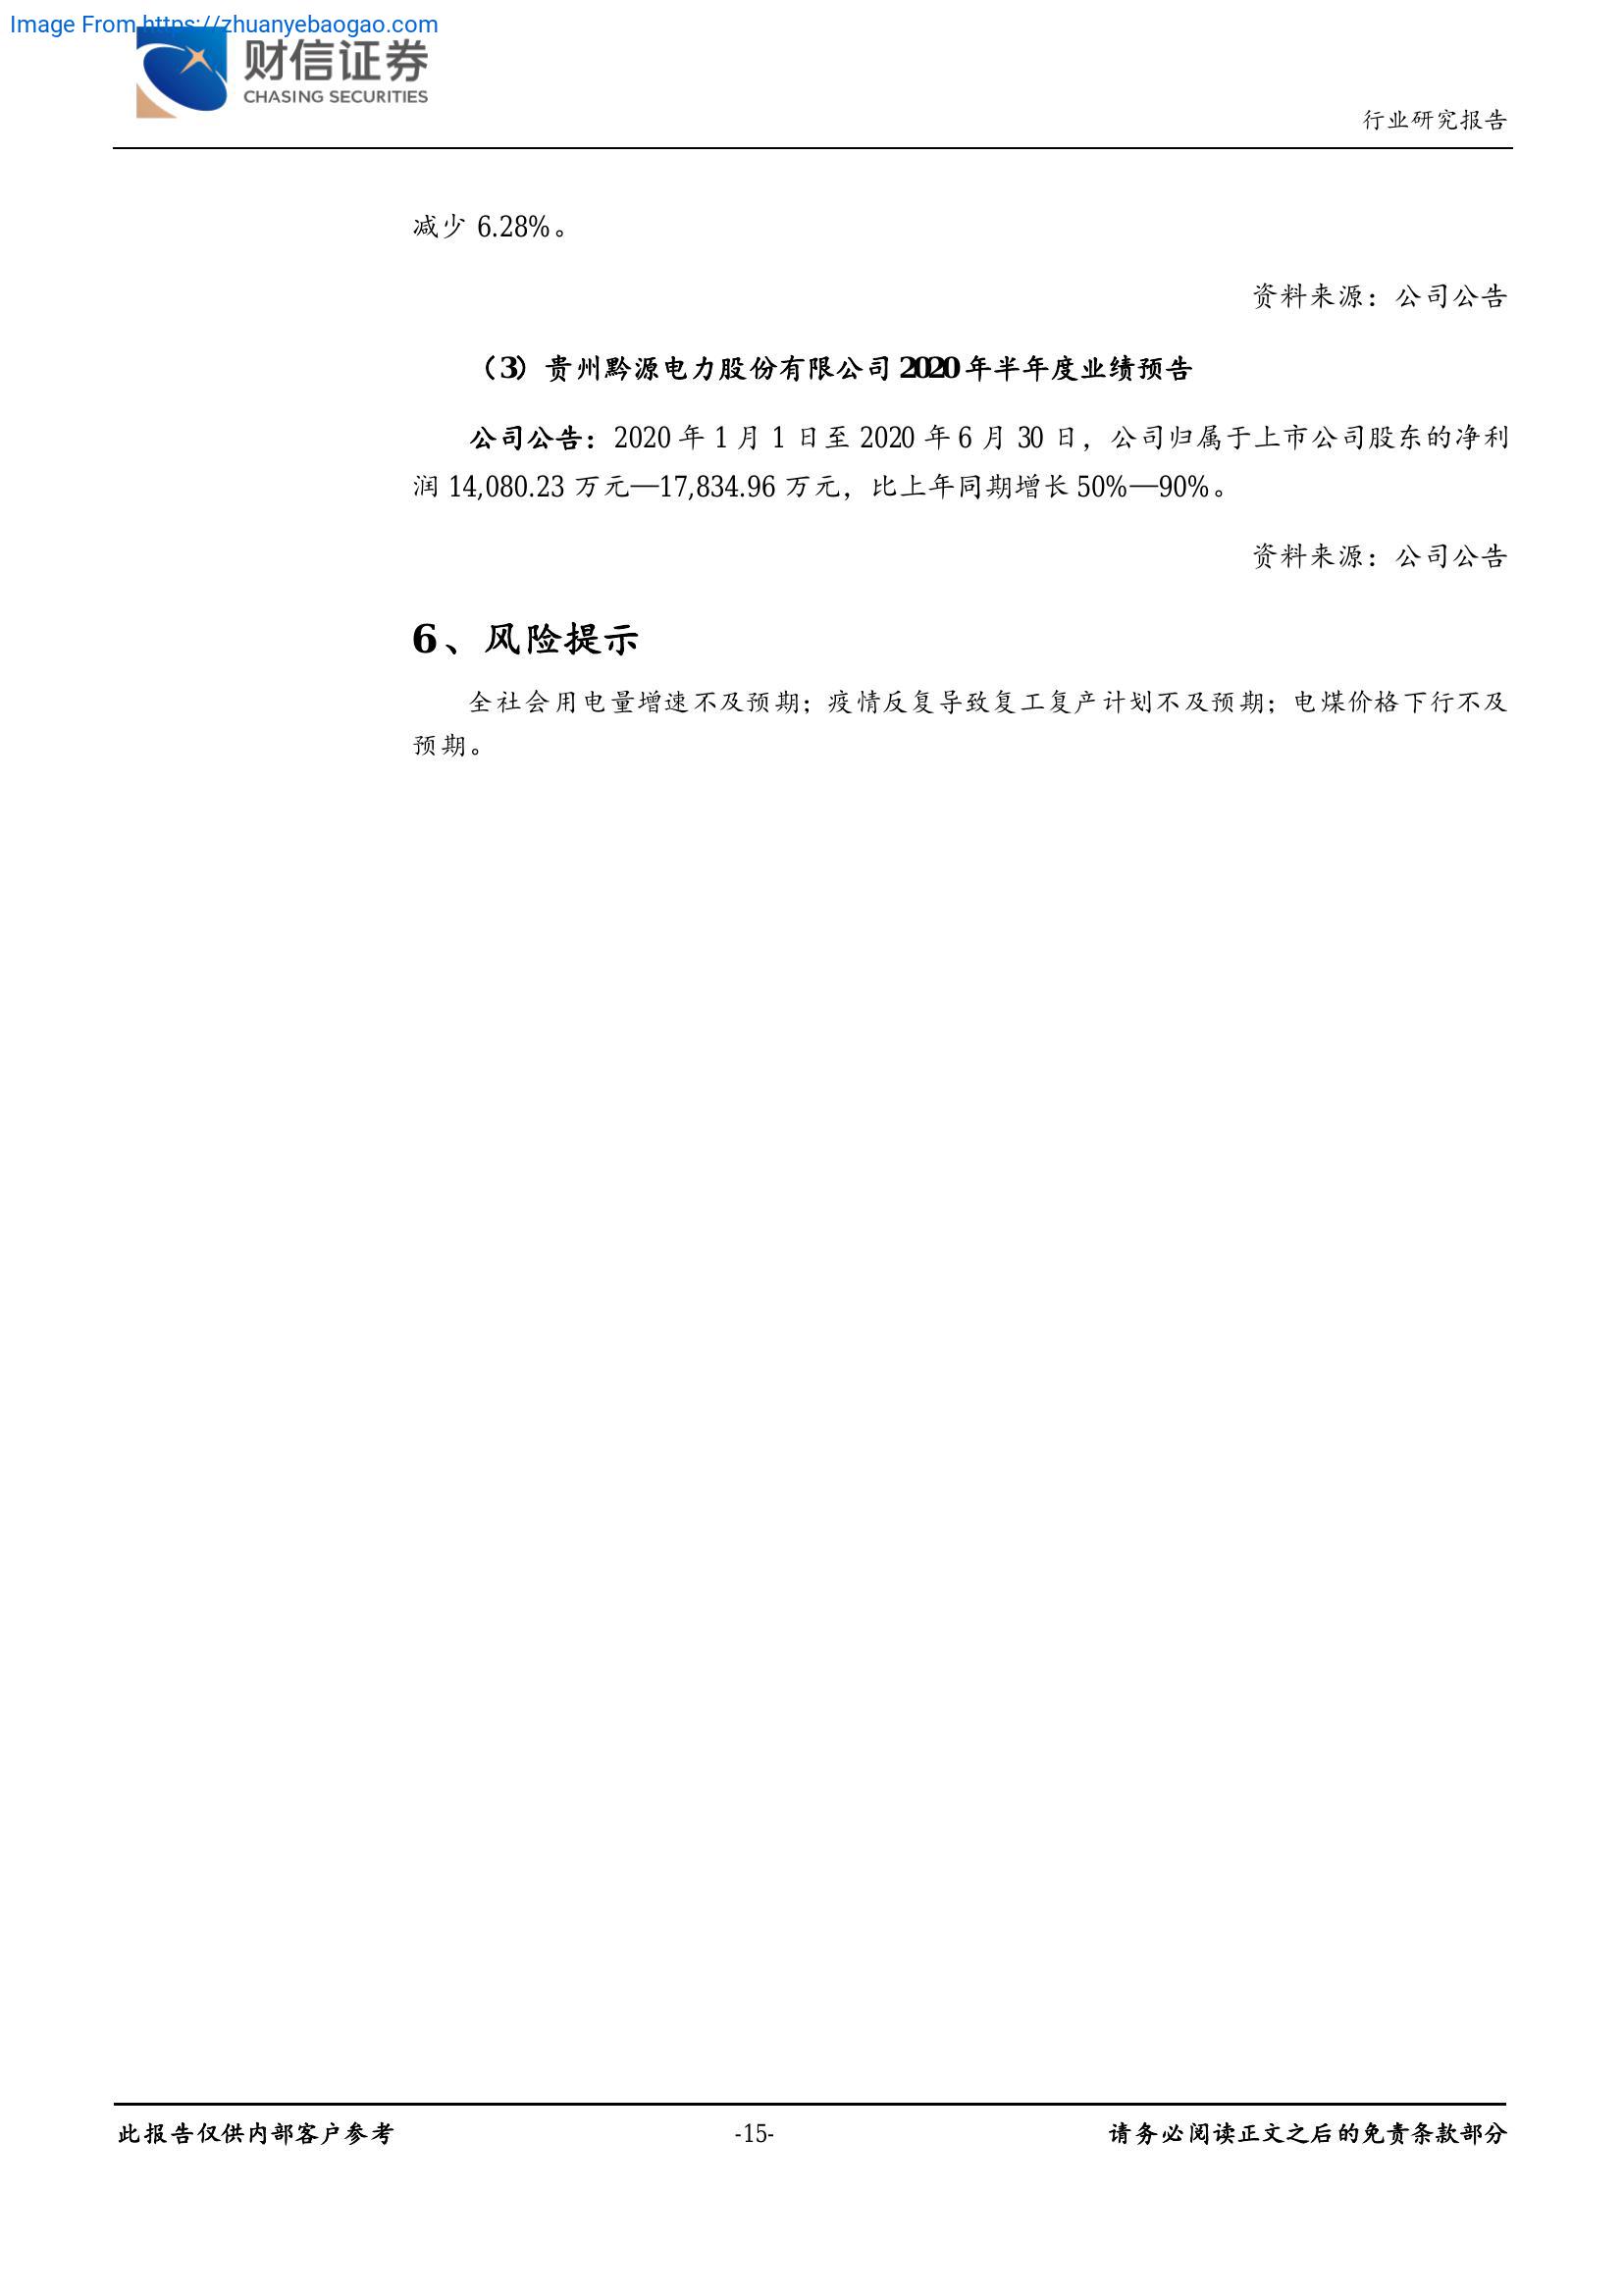 Image From https://zhuanyebaogao.com
财信证券
CHASING SECURITIES
行业研究报告
减少 6.28%。
资料来源：公司公告
（3）贵州黔源电力股份有限公司 2020 年半年度业绩预告
公司公告：2020 年 1 月 1 日至 2020 年 6 月 30 日，公司归属于上市公司股东的净利
润 14,080.23 万元—17,834.96 万元，比上年同期增长 50%—90%。
资料来源：公司公告
6、风险提示
全社会用电量增速不及预期；疫情反复导致复工复产计划不及预期；电煤价格下行不及
预期。
此报告仅供内部客户参考
-15-
请务必阅读正文之后的免责条款部分